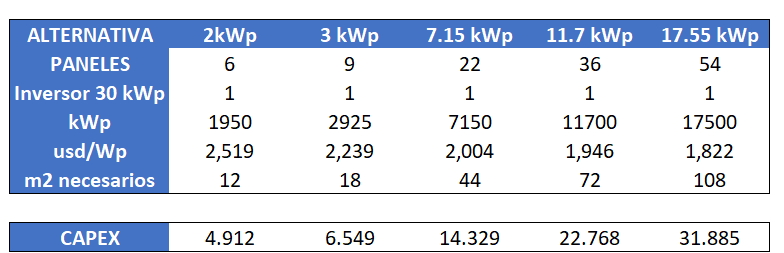 ALTERNATIVA 2kWp 3 kWp 7.15 kWp 11.7 kWp 17.55 kWp
PANELES 6 9 22 36 54
Inversor 30 kWp 1 1 1 1 1
kWp 1950 2925 7150 11700 17500
usd/Wp 2,519 2,239 2,004 1,946 1,822
m2 necesarios 12 18 44 72 108
CAPEX 4.912 6.549 14.329 22.768 31.885